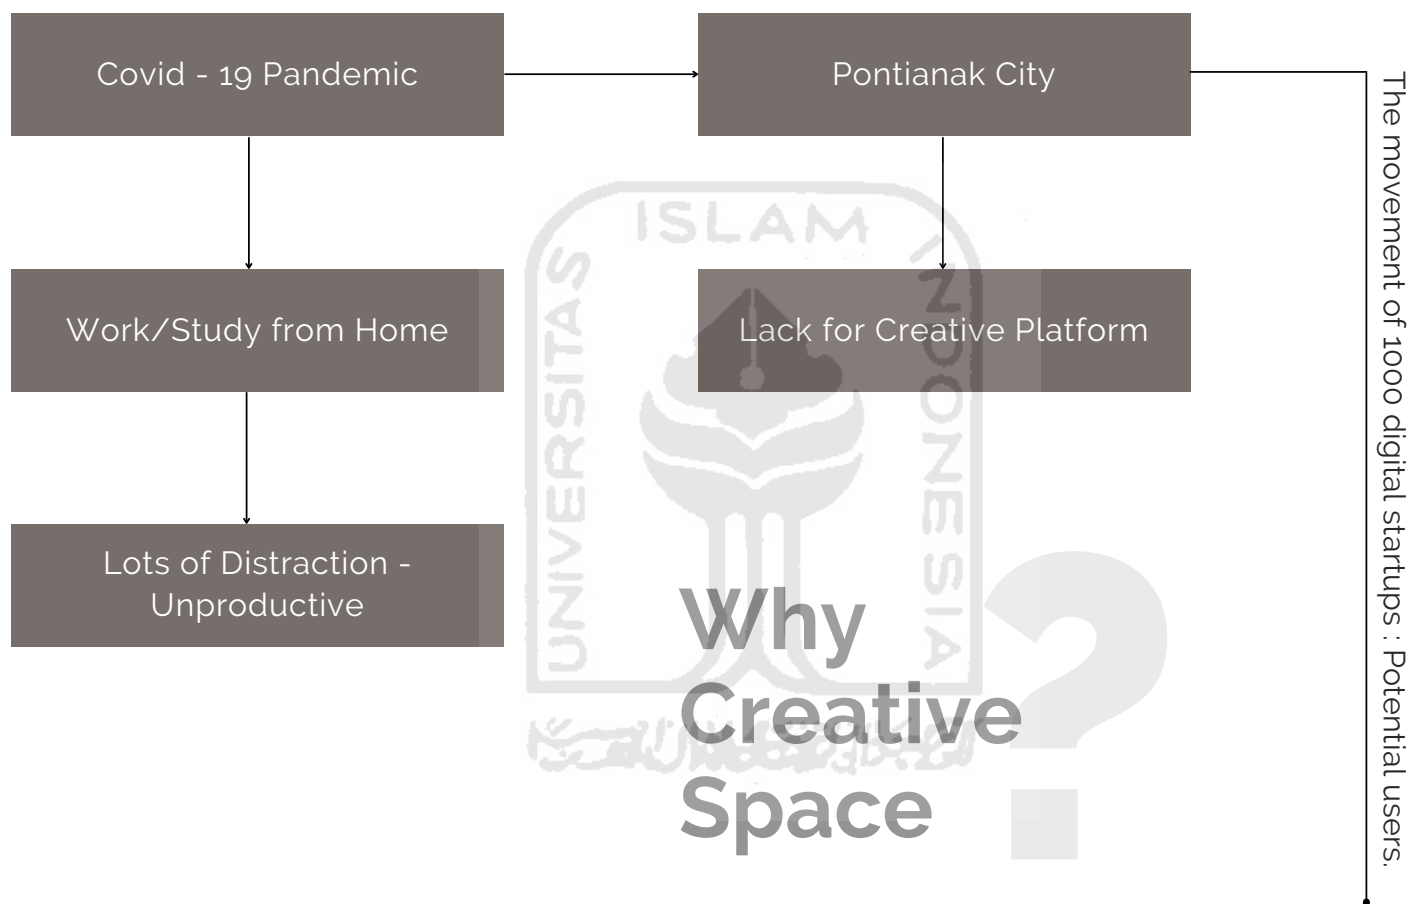 Covid - 19 Pandemic
Pontianak City
Work/Study from Home
Lack for Creative Platform
Lots of Distraction -
Unproductive
The movement of 1000 digital startups : Potential users.
Why
Creative
Space
?
UNIVERSITAS
ISLAM
INDONESIA